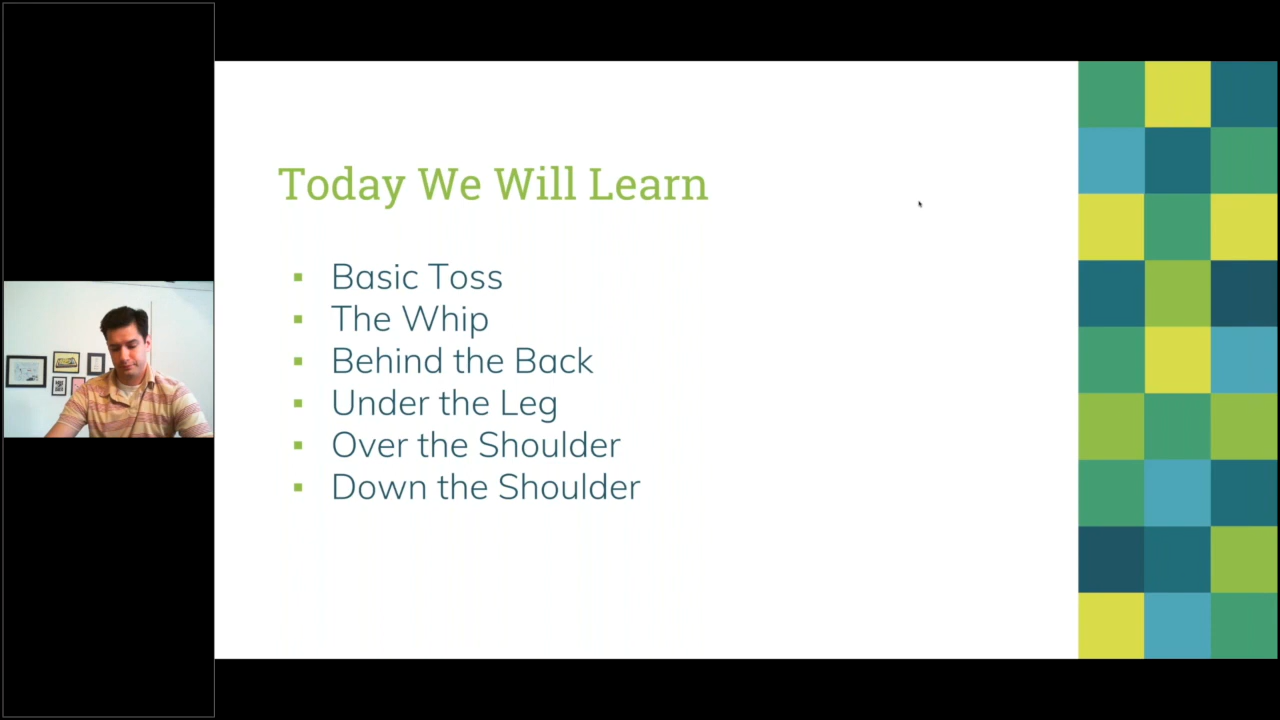 Today We Will Learn
▪ Basic Toss
▪ The Whip
▪ Behind the Back
▪ Under the Leg
▪ Over the Shoulder
▪ Down the Shoulder